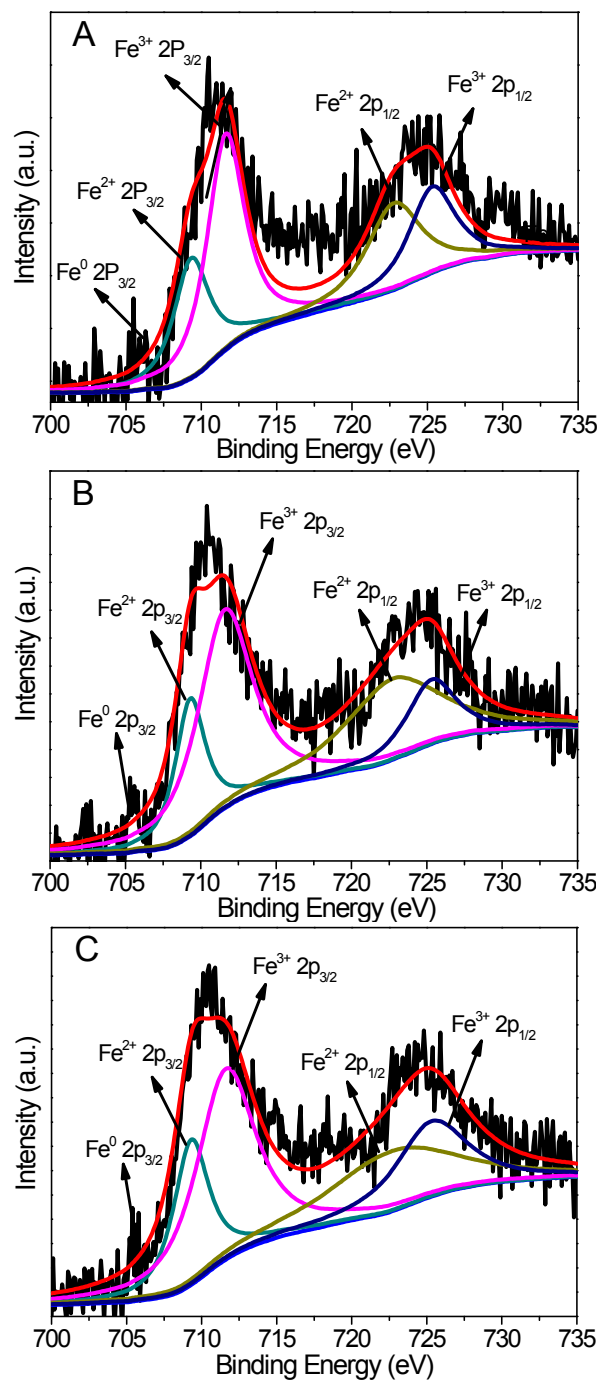 A
Fe³⁺ 2P₃/₂
Fe²⁺ 2p₁/₂
Fe³⁺ 2p₁/₂
Fe²⁺ 2P₃/₂
Fe⁰ 2P₃/₂
Intensity (a.u.)
700 705 710 715 720 725 730 735
Binding Energy (eV)
B
Fe³⁺ 2p₃/₂
Fe²⁺ 2p₁/₂
Fe³⁺ 2p₁/₂
Fe²⁺ 2p₃/₂
Fe⁰ 2p₃/₂
Intensity (a.u.)
700 705 710 715 720 725 730 735
Binding Energy (eV)
C
Fe³⁺ 2p₃/₂
Fe³⁺ 2p₁/₂
Fe²⁺ 2p₃/₂
Fe²⁺ 2p₁/₂
Fe⁰ 2p₃/₂
Intensity (a.u.)
700 705 710 715 720 725 730 735
Binding Energy (eV)